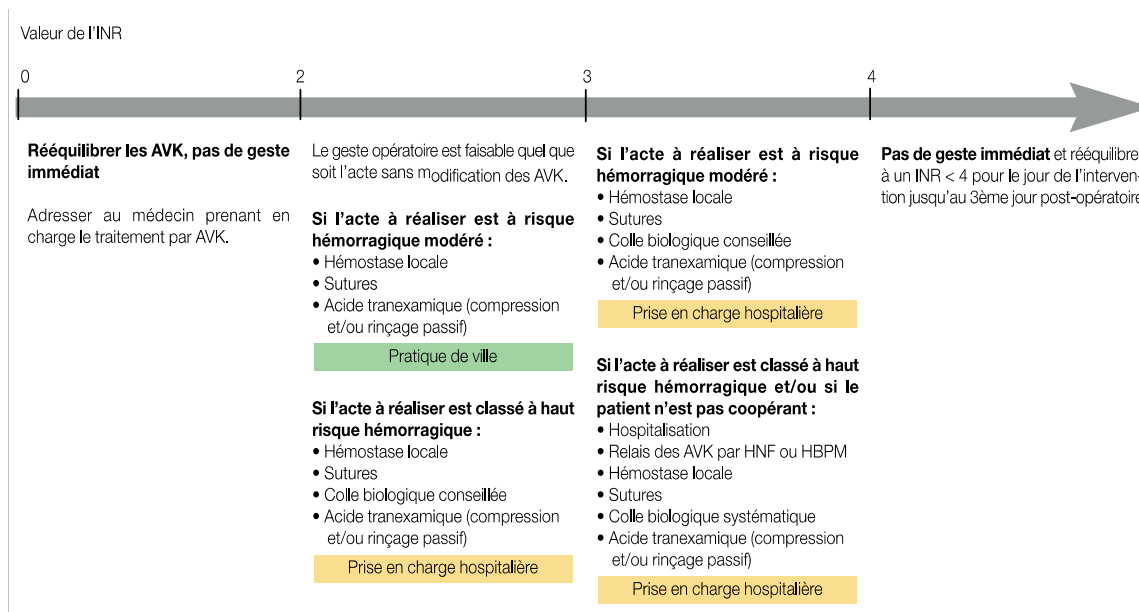 Valeur de l'INR
0
2
3
4
Rééquilibrer les AVK, pas de geste
immédiat
Adresser au médecin prenant en
charge le traitement par AVK.
Le geste opératoire est faisable quel que
soit l'acte sans modification des AVK.
Si l'acte à réaliser est à risque
hémorragique modéré :
• Hémostase locale
• Sutures
• Acide tranexamique (compression
et/ou rinçage passif)
Pratique de ville
Si l'acte à réaliser est classé à haut
risque hémorragique :
• Hémostase locale
• Sutures
• Colle biologique conseillée
• Acide tranexamique (compression
et/ou rinçage passif)
Prise en charge hospitalière
Si l'acte à réaliser est à risque
hémorragique modéré :
• Hémostase locale
• Sutures
• Colle biologique conseillée
• Acide tranexamique (compression
et/ou rinçage passif)
Prise en charge hospitalière
Si l'acte à réaliser est classé à haut
risque hémorragique et/ou si le
patient n'est pas coopérant :
• Hospitalisation
• Relais des AVK par HNF ou HBPM
• Hémostase locale
• Sutures
• Colle biologique systématique
• Acide tranexamique (compression
et/ou rinçage passif)
Prise en charge hospitalière
Pas de geste immédiat et rééquilibre
à un INR < 4 pour le jour de l'interven-
tion jusqu'au 3ème jour post-opératoire